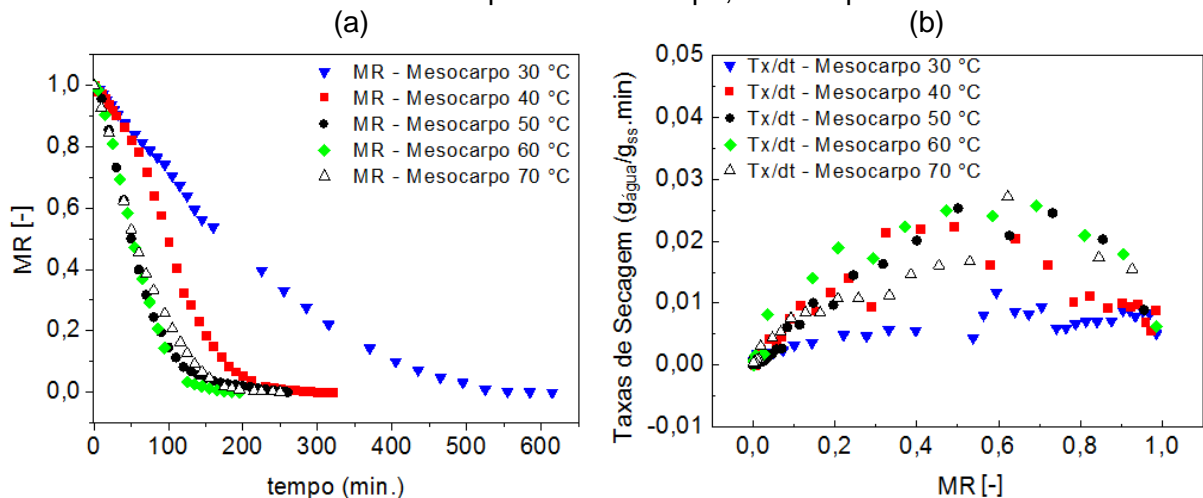 (a)
(b)
MR - Mesocarpo 30 °C
MR - Mesocarpo 40 °C
MR - Mesocarpo 50 °C
MR - Mesocarpo 60 °C
MR - Mesocarpo 70 °C
1,0
0,8
0,6
0,4
0,2
0,0
MR [-]
0 100 200 300 400 500 600
tempo (min.)
Tx/dt - Mesocarpo 30 °C
Tx/dt - Mesocarpo 40 °C
Tx/dt - Mesocarpo 50 °C
Tx/dt - Mesocarpo 60 °C
Tx/dt - Mesocarpo 70 °C
0,05
0,04
0,03
0,02
0,01
0,00
-0,01
Taxas de Secagem (gágua/gss.min)
0,0 0,2 0,4 0,6 0,8 1,0
MR [-]